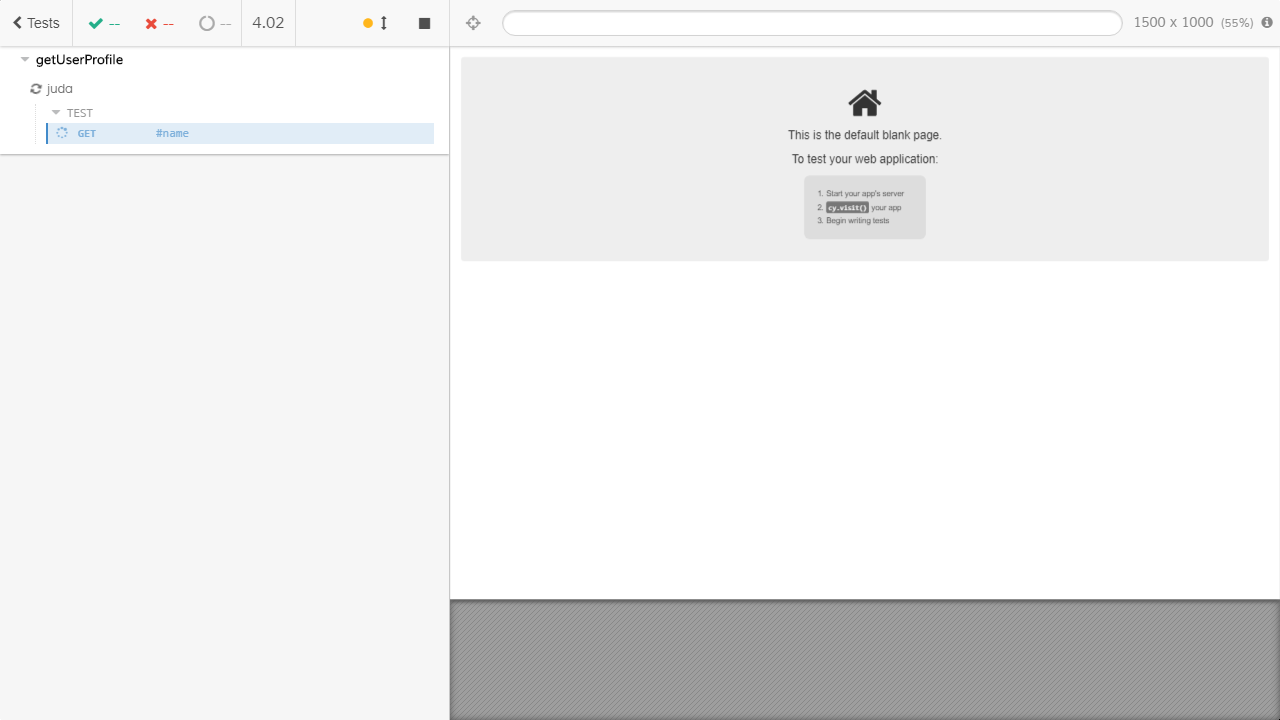 Tests -- -- -- 4.02
1500 x 1000 (55%)
getUserProfile
juda
TEST
GET #name
This is the default blank page.
To test your web application:
1. Start your app's server
2. cy.visit() your app
3. Begin writing tests